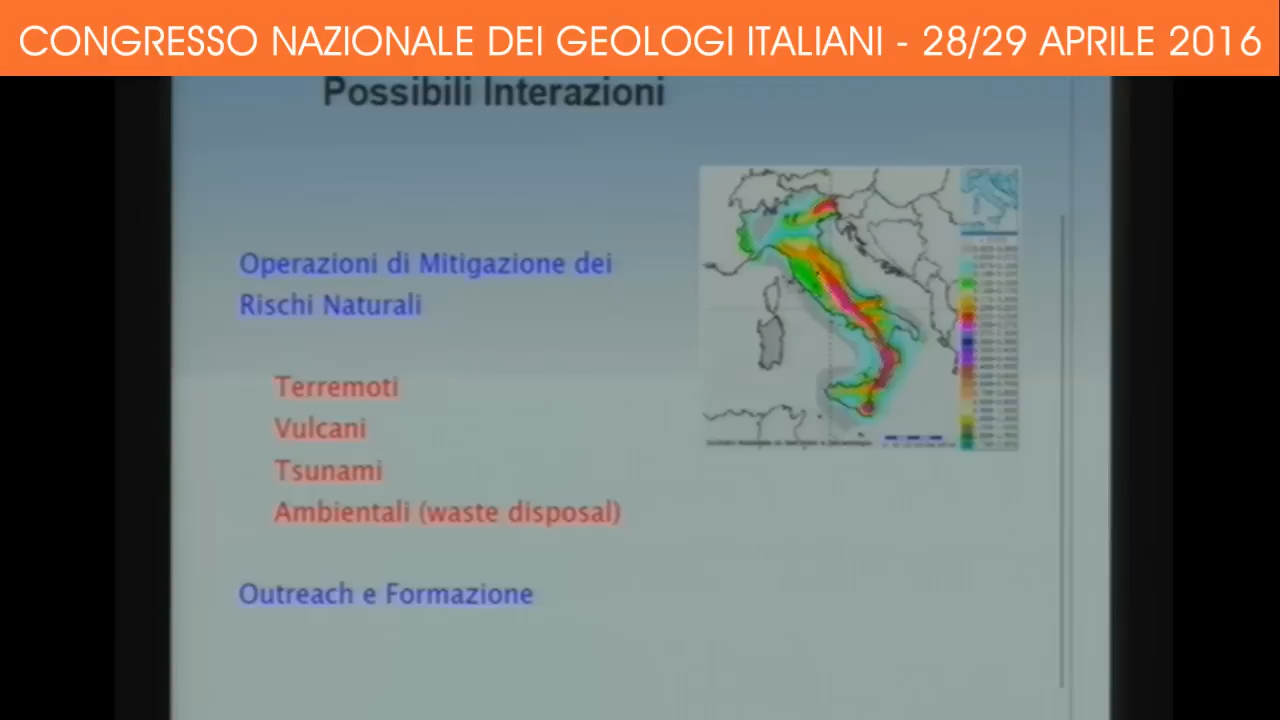 CONGRESSO NAZIONALE DEI GEOLOGI ITALIANI - 28/29 APRILE 2016
Possibili Interazioni
Operazioni di Mitigazione dei
Rischi Naturali
Terremoti
Vulcani
Tsunami
Ambientali (waste disposal)
Outreach e Formazione